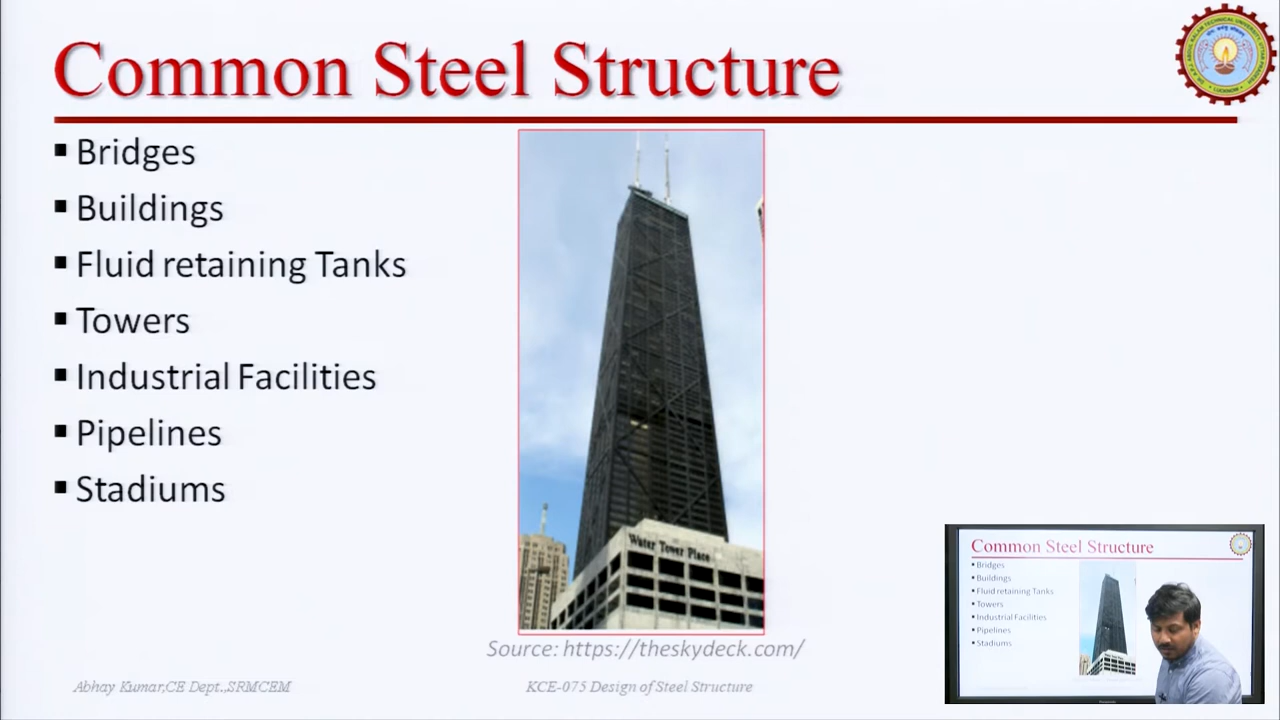 Common Steel Structure
Bridges
Buildings
Fluid retaining Tanks
Towers
Industrial Facilities
Pipelines
Stadiums
Water Tower Place
Source: https://theskydeck.com/
Abhay Kumar,CE Dept.,SRMCEM
KCE-075 Design of Steel Structure
Common Steel Structure
Bridges
Buildings
Fluid retaining Tanks
Towers
Industrial Facilities
Pipelines
Stadiums